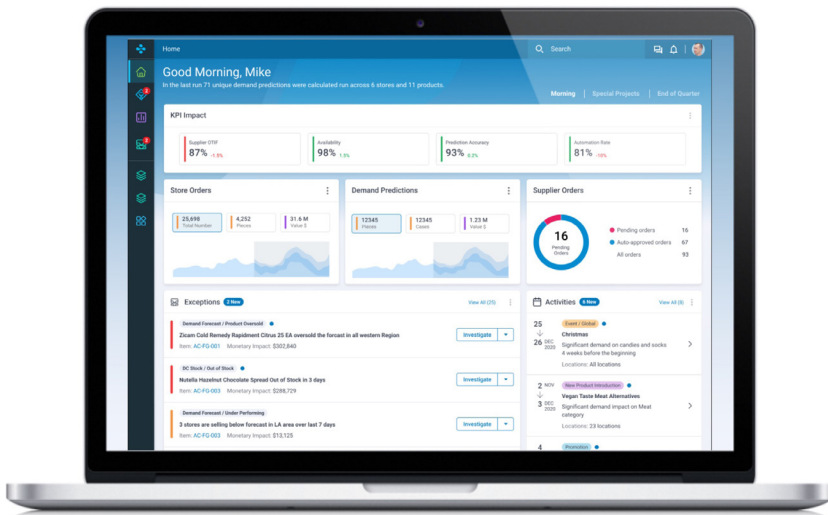 Home
Search
Good Morning, Mike
In the last run 71 unique demand predictions were calculated run across 6 stores and 11 products.
Morning | Special Projects | End of Quarter
KPI Impact
Supplier OTIF
87% -1.5%
Availability
98% 1.5%
Prediction Accuracy
93% 0.2%
Automation Rate
81% -10%
Store Orders
25,698
Total Number
4,252
Pieces
31.6 M
Value $
Demand Predictions
12345
12345
Cases
1.23 M
Value $
Supplier Orders
16
Pending
Orders
Pending orders 16
Auto-approved orders 67
All orders 93
Exceptions 2 New
View All (25)
Demand Forecast / Product Oversold
Zicam Cold Remedy Rapidment Citrus 25 EA oversold the forcast in all western Region
Item: AC-FG-001 Monetary Impact: $302,840
Investigate
DC Stock / Out of Stock
Nutella Hazelnut Chocolate Spread Out of Stock in 3 days
Item: AC-FG-003 Monetary Impact: $288,729
Investigate
Demand Forecast / Under Performing
3 stores are selling below forecast in LA area over last 7 days
Item: AC-FG-003 Monetary Impact: $13,125
Investigate
Activities 6 New
View All (8)
25
26 DEC
2020
Event / Global
Christmas
Significant demand on candies and socks
4 weeks before the beginning
Locations: All locations
2 NOV
3 DEC
2020
New Product Introduction
Vegan Taste Meat Alternatives
Significant demand impact on Meat
category
Locations: 23 locations
4
Promotion